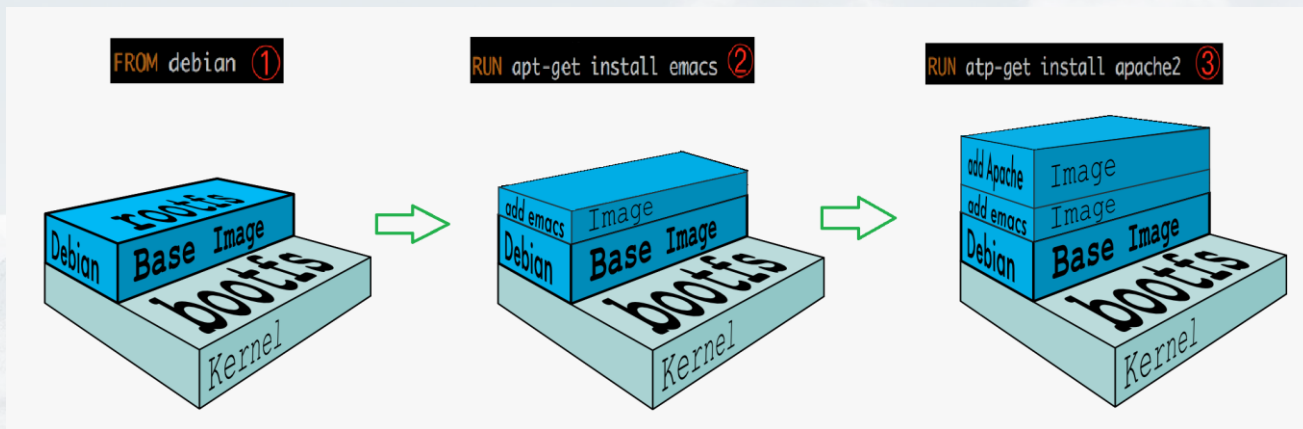 FROM debian ①
RUN apt-get install emacs ②
RUN atp-get install apache2 ③
rootfs
Debian
Base Image
bootfs
Kernel
add emacs
Image
Debian
Base Image
bootfs
Kernel
add Apache
Image
add emacs
Image
Debian
Base Image
bootfs
Kernel